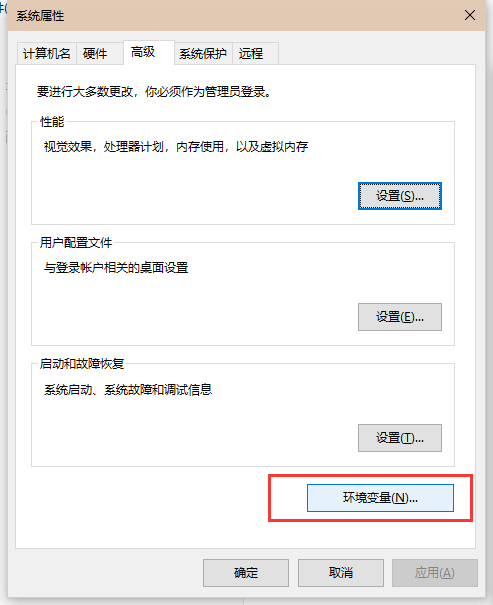 系统属性
计算机名 硬件 高级 系统保护 远程
要进行大多数更改，你必须作为管理员登录。
性能
视觉效果，处理器计划，内存使用，以及虚拟内存
设置(S)...
用户配置文件
与登录帐户相关的桌面设置
设置(E)...
启动和故障恢复
系统启动、系统故障和调试信息
设置(T)...
环境变量(N)...
确定 取消 应用(A)